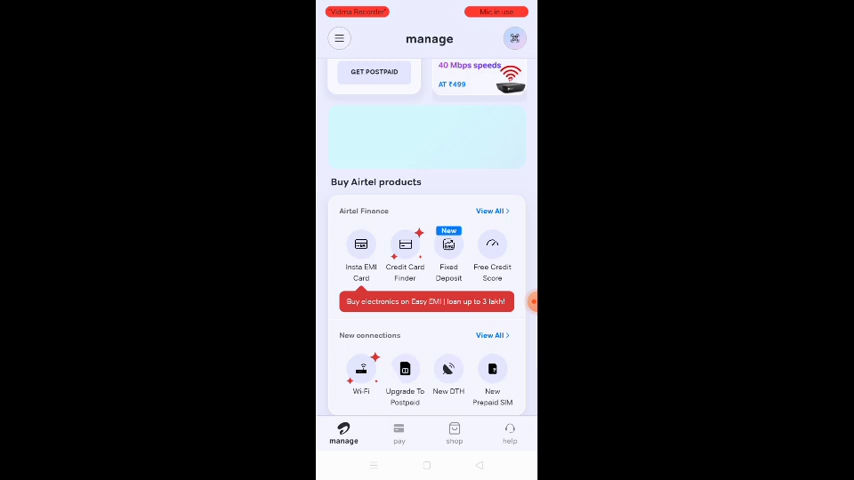 Vidma Recorder
Mic in use
manage
GET POSTPAID
40 Mbps speeds
AT ₹499
Buy Airtel products
Airtel Finance
View All >
New
Insta EMI Card
Credit Card Finder
Fixed Deposit
Free Credit Score
Buy electronics on Easy EMI | loan up to 3 lakh!
New connections
View All >
Wi-Fi
Upgrade To Postpaid
New DTH
New Prepaid SIM
manage
pay
shop
help